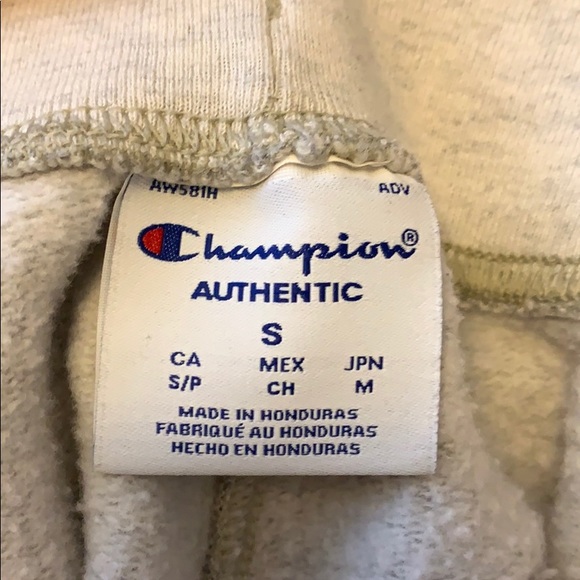 AW581H ADV
Champion®
AUTHENTIC
S
CA MEX JPN
S/P CH M
MADE IN HONDURAS
FABRIQUÉ AU HONDURAS
HECHO EN HONDURAS